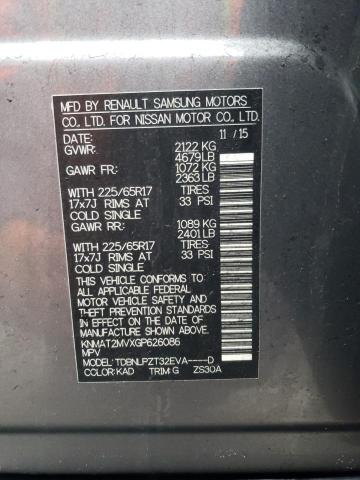 MFD BY RENAULT SAMSUNG MOTORS
CO., LTD. FOR NISSAN MOTOR CO., LTD.
DATE: 11 / 15
GVWR: 2122 KG
4679LB
GAWR FR: 1072 KG
2363LB
WITH 225/65R17 TIRES
17x7J RIMS AT 33 PSI
COLD SINGLE
GAWR RR: 1089 KG
2401LB
WITH 225/65R17 TIRES
17x7J RIMS AT 33 PSI
COLD SINGLE
THIS VEHICLE CONFORMS TO
ALL APPLICABLE FEDERAL
MOTOR VEHICLE SAFETY AND
THEFT PREVENTION
STANDARDS IN EFFECT ON
THE DATE OF MANUFACTURE
SHOWN ABOVE.
KNMAT2MVXGP626086
MPV
MODEL:TDBNLPZT32EVA----D
COLOR:KAD TRIM:G ZS30A